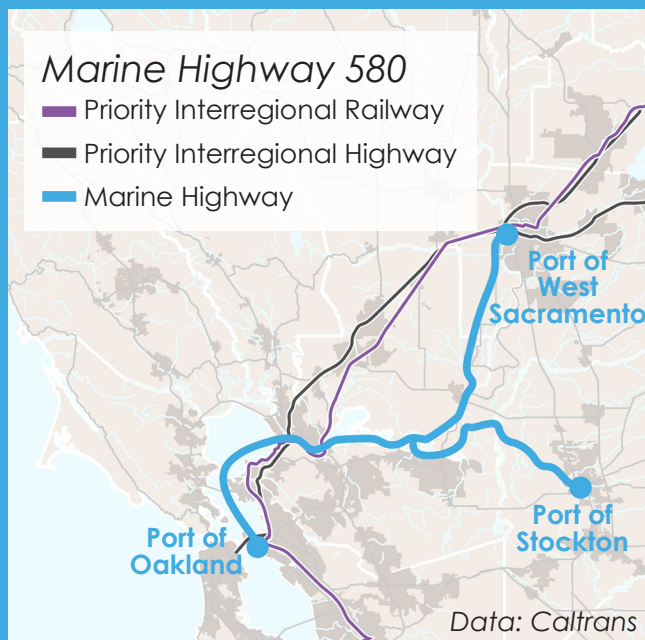 Marine Highway 580
Priority Interregional Railway
Priority Interregional Highway
Marine Highway
Port of
West
Sacramento
Port of
Oakland
Port of
Stockton
Data: Caltrans